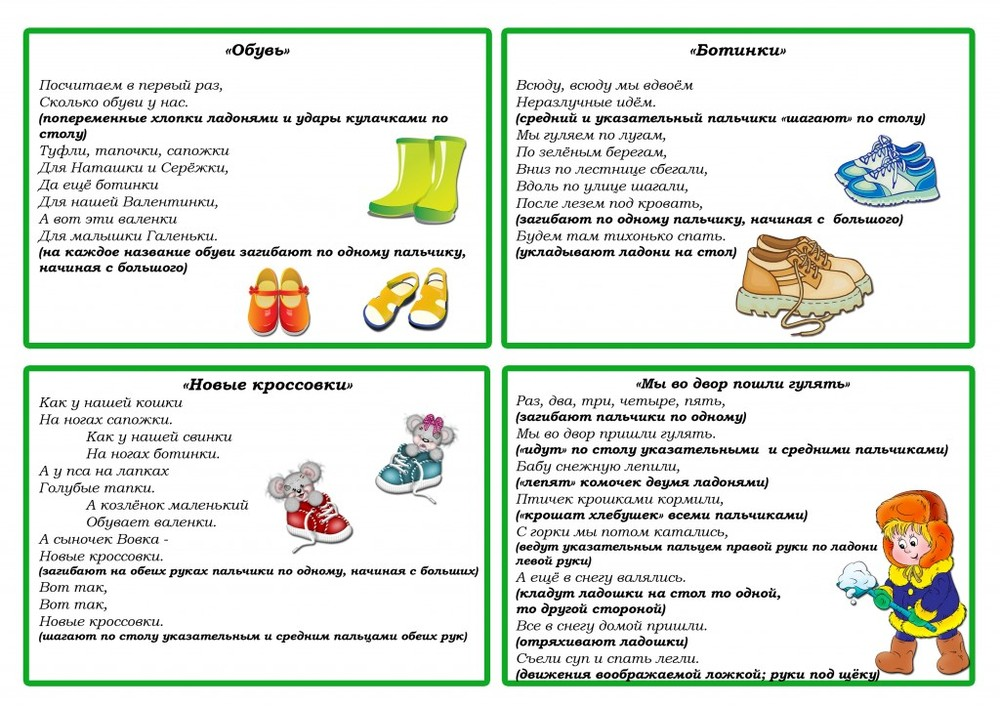 «Обувь»
Посчитаем в первый раз,
Сколько обуви у нас.
(попеременные хлопки ладонями и удары кулачками по
столу)
Туфли, тапочки, сапожки
Для Наташки и Серёжки,
Да ещё ботинки
Для нашей Валентинки,
А вот эти валенки
Для малышки Галеньки.
(на каждое название обуви загибают по одному пальчику,
начиная с большого)
«Ботинки»
Всюду, всюду мы вдвоём
Неразлучные идём.
(средний и указательный пальчики «шагают» по столу)
Мы гуляем по лугам,
По зелёным берегам,
Вниз по лестнице сбегали,
Вдоль по улице шагали,
После лезем под кровать,
(загибают по одному пальчику, начиная с большого)
Будем там тихонько спать.
(укладывают ладони на стол)
«Новые кроссовки»
Как у нашей кошки
На ногах сапожки.
Как у нашей свинки
На ногах ботинки.
А у пса на лапках
Голубые тапки.
А козлёнок маленький
Обувает валенки.
А сыночек Вовка -
Новые кроссовки.
(загибают на обеих руках пальчики по одному, начиная с больших)
Вот так,
Вот так,
Новые кроссовки.
(шагают по столу указательным и средним пальцами обеих рук)
«Мы во двор пошли гулять»
Раз, два, три, четыре, пять,
(загибают пальчики по одному)
Мы во двор пришли гулять.
(«идут» по столу указательными и средними пальчиками)
Бабу снежную лепили,
(«лепят» комочек двумя ладонями)
Птичек крошками кормили,
(«крошат хлебушек» всеми пальчиками)
С горки мы потом катались,
(ведут указательным пальцем правой руки по ладони
левой руки)
А ещё в снегу валялись.
(кладут ладошки на стол то одной,
то другой стороной)
Все в снегу домой пришли.
(отряхивают ладошки)
Съели суп и спать легли.
(движения воображаемой ложкой; руки под щёку)